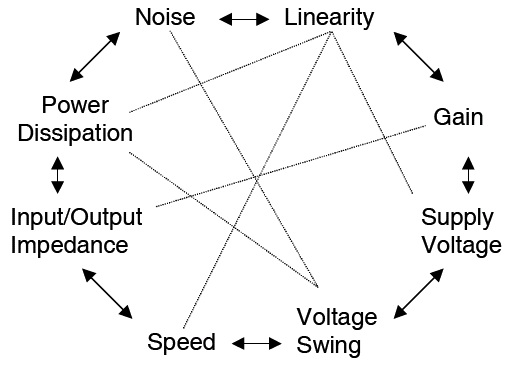 Noise
Linearity
Power
Dissipation
Gain
Input/Output
Impedance
Supply
Voltage
Speed
Voltage
Swing